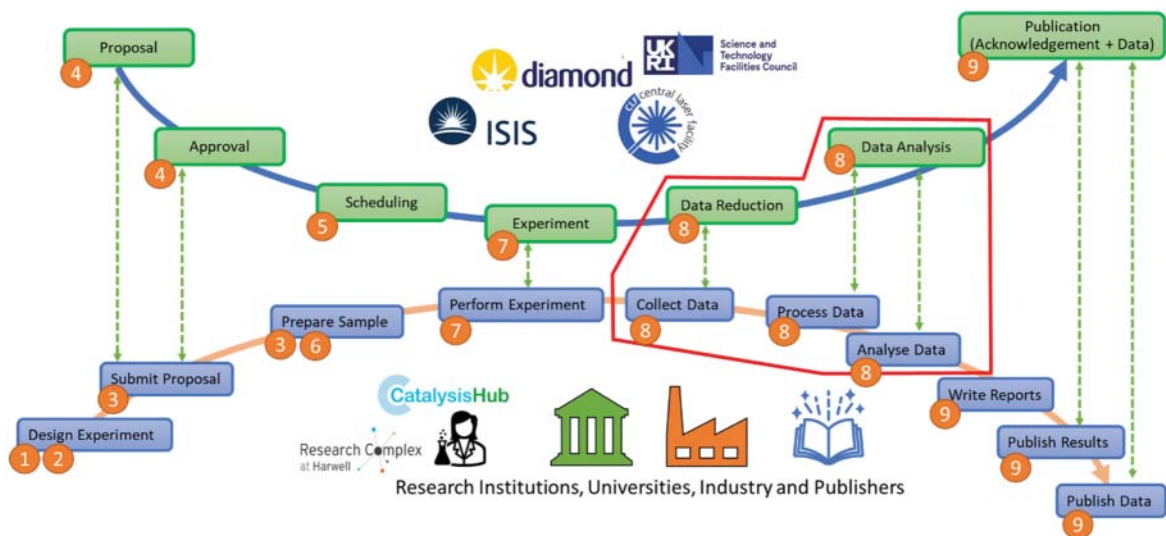 Proposal
4
Approval
4
Scheduling
5
Experiment
7
Data Reduction
8
Data Analysis
8
Publication
(Acknowledgement + Data)
9
diamond
UK
RI
Science and
Technology
Facilities Council
ISIS
CLF central laser facility
Design Experiment
1 2
Submit Proposal
3
Prepare Sample
3 6
Perform Experiment
7
Collect Data
8
Process Data
8
Analyse Data
8
Write Reports
9
Publish Results
9
Publish Data
9
CatalysisHub
Research Complex
at Harwell
Research Institutions, Universities, Industry and Publishers